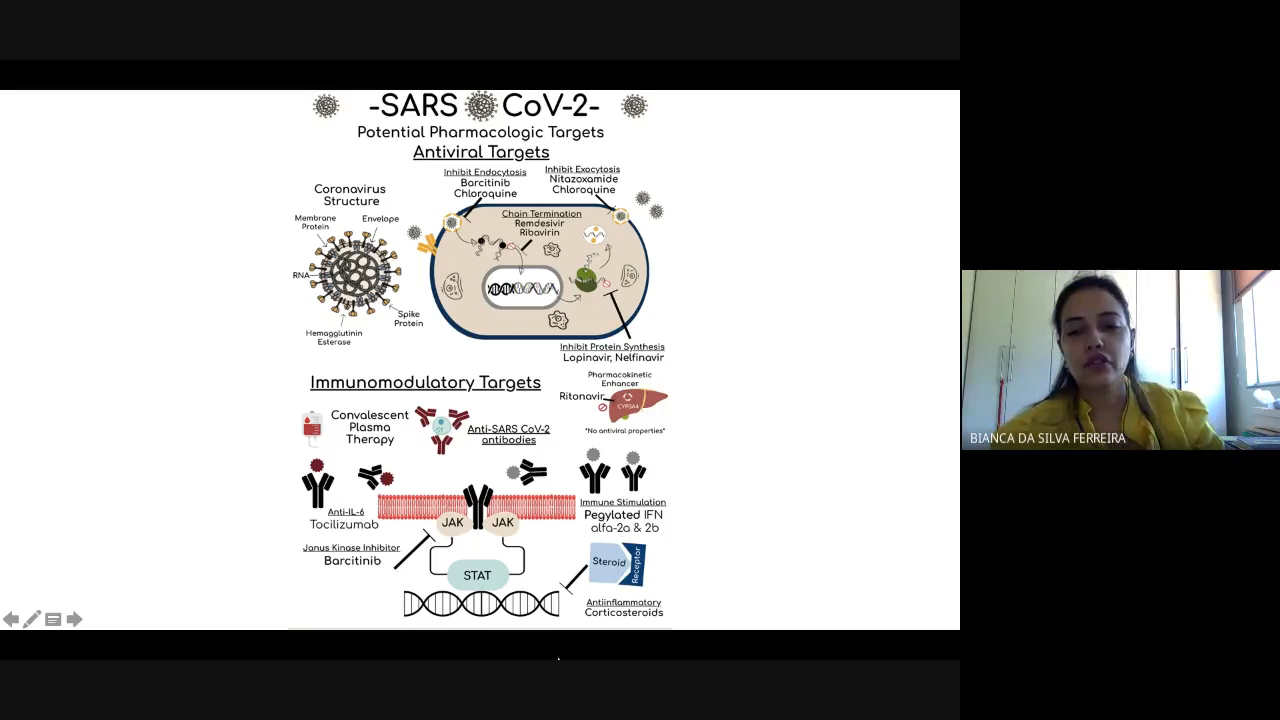 -SARS CoV-2-
Potential Pharmacologic Targets
Antiviral Targets
Coronavirus
Structure
Membrane
Protein
Envelope
RNA
Spike
Protein
Hemagglutinin
Esterase
Inhibit Endocytosis
Barcitinib
Chloroquine
Inhibit Exocytosis
Nitazoxamide
Chloroquine
Chain Termination
Remdesivir
Ribavirin
Inhibit Protein Synthesis
Lopinavir, Nelfinavir
Pharmacokinetic
Enhancer
Ritonavir
CYP3A4
"No antiviral properties"
Immunomodulatory Targets
Convalescent
Plasma
Therapy
Anti-SARS CoV-2
antibodies
Anti-IL-6
Tocilizumab
Immune Stimulation
Pegylated IFN
alfa-2a & 2b
JAK
JAK
Janus Kinase Inhibitor
Barcitinib
STAT
Steroid
Receptor
Antiinflammatory
Corticosteroids
BIANCA DA SILVA FERREIRA